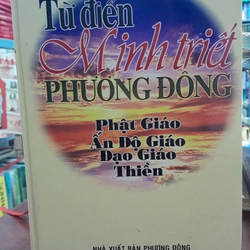 Từ điển
Minh triết
PHƯƠNG ĐÔNG
Phật Giáo
Ấn Độ Giáo
Đạo Giáo
Thiền
NHÀ XUẤT BẢN PHƯƠNG ĐÔNG